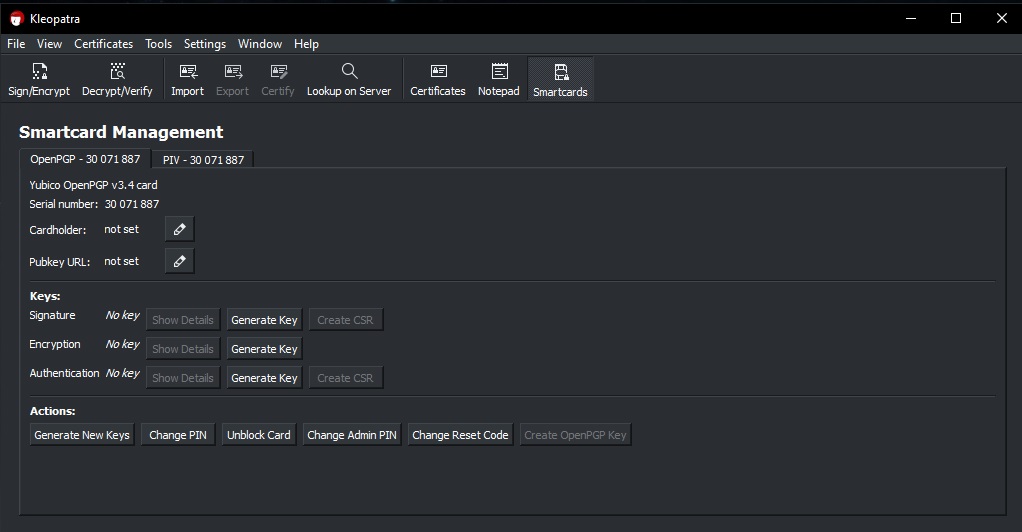 Kleopatra
File View Certificates Tools Settings Window Help
Sign/Encrypt Decrypt/Verify Import Export Certify Lookup on Server Certificates Notepad Smartcards
Smartcard Management
OpenPGP - 30 071 887 PIV - 30 071 887
Yubico OpenPGP v3.4 card
Serial number: 30 071 887
Cardholder: not set
Pubkey URL: not set
Keys:
Signature No key Show Details Generate Key Create CSR
Encryption No key Show Details Generate Key
Authentication No key Show Details Generate Key Create CSR
Actions:
Generate New Keys Change PIN Unblock Card Change Admin PIN Change Reset Code Create OpenPGP Key